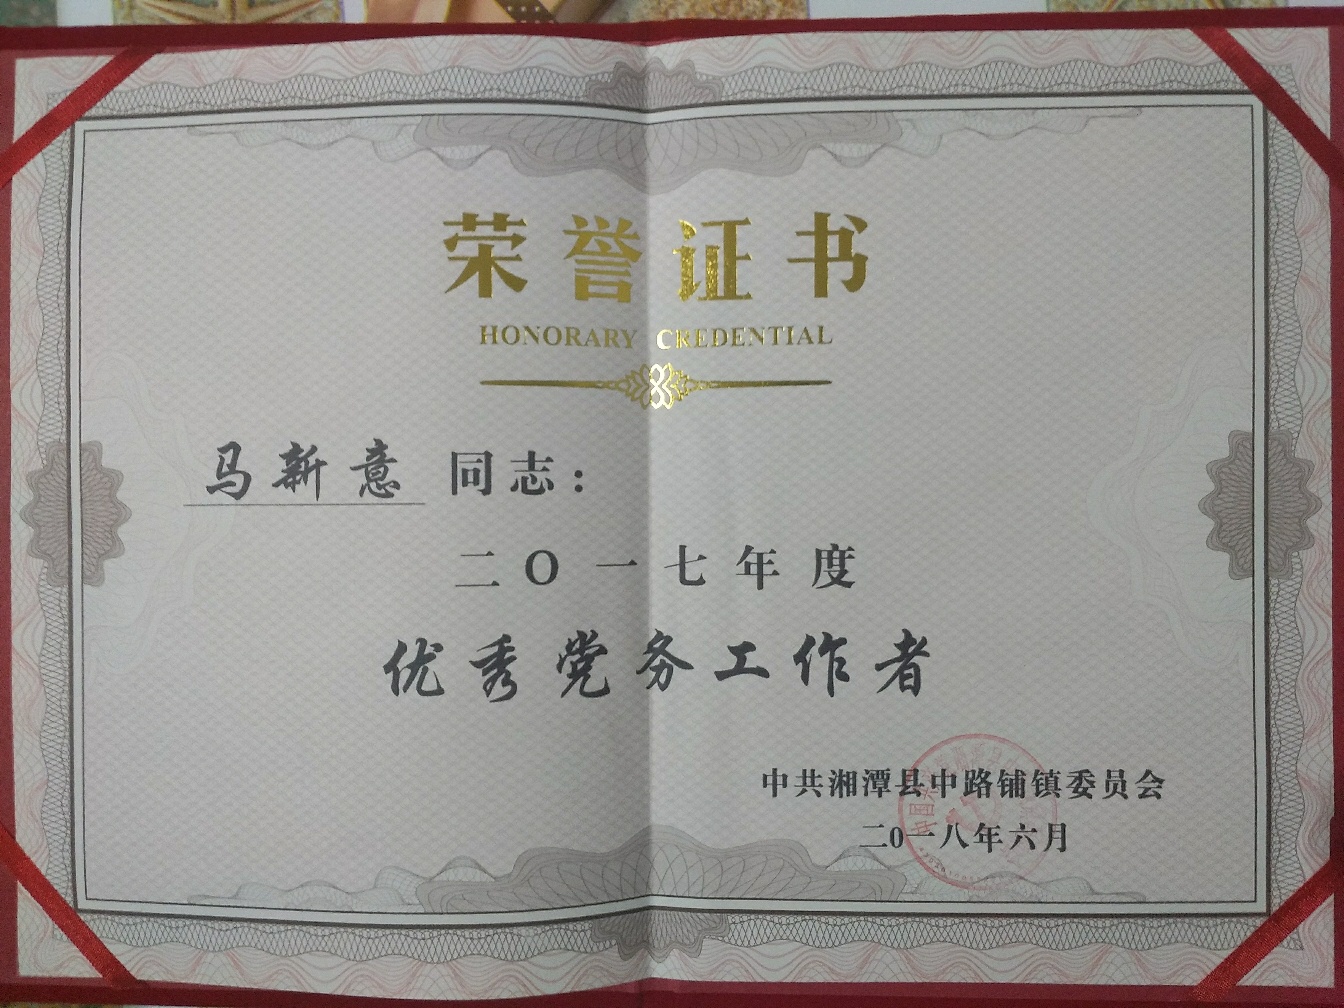 荣誉证书
HONORARY CREDENTIAL
马新意 同志：
二O一七年度
优秀党务工作者
中共湘潭县中路铺镇委员会
二0一八年六月